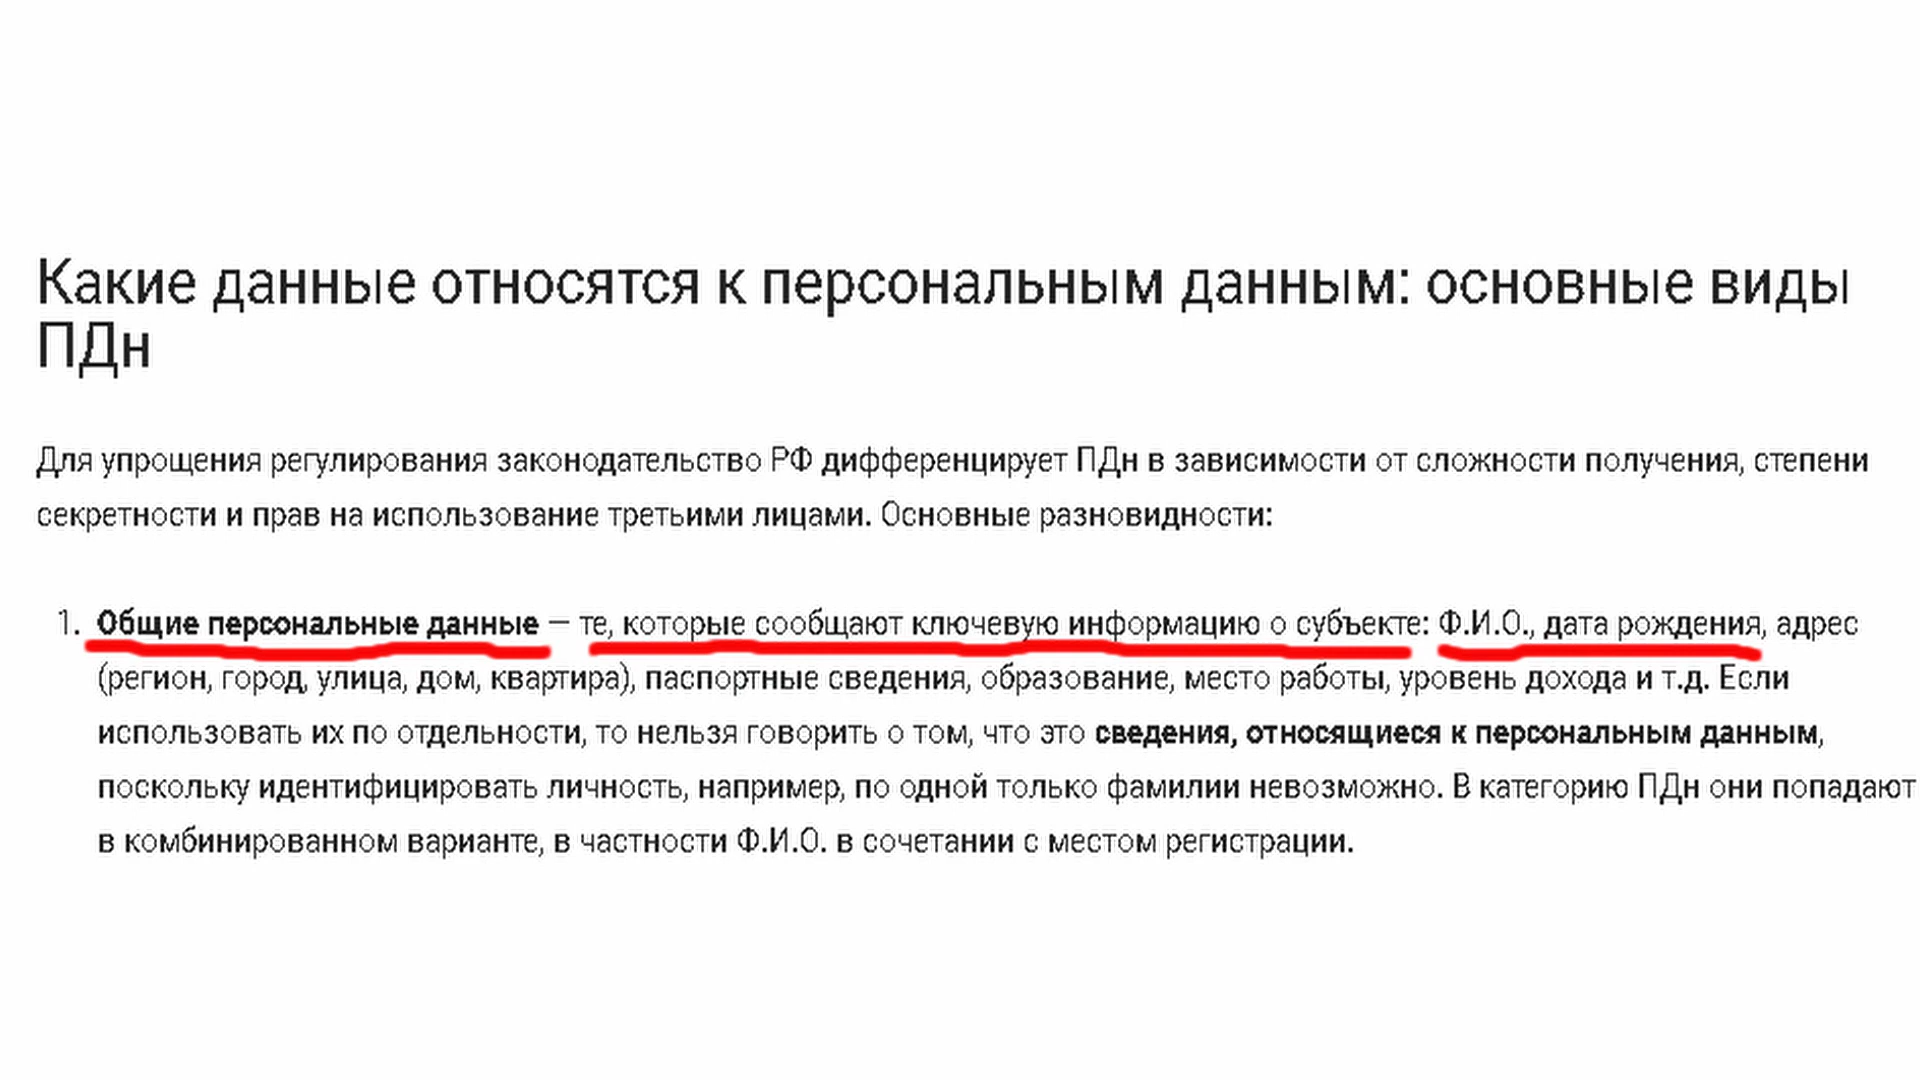 Какие данные относятся к персональным данным: основные виды
ПДн
Для упрощения регулирования законодательство РФ дифференцирует ПДн в зависимости от сложности получения, степени
секретности и прав на использование третьими лицами. Основные разновидности:
1. Общие персональные данные – те, которые сообщают ключевую информацию о субъекте: Ф.И.О., дата рождения, адрес
(регион, город, улица, дом, квартира), паспортные сведения, образование, место работы, уровень дохода и т.д. Если
использовать их по отдельности, то нельзя говорить о том, что это сведения, относящиеся к персональным данным,
поскольку идентифицировать личность, например, по одной только фамилии невозможно. В категорию ПДн они попадают
в комбинированном варианте, в частности Ф.И.О. в сочетании с местом регистрации.